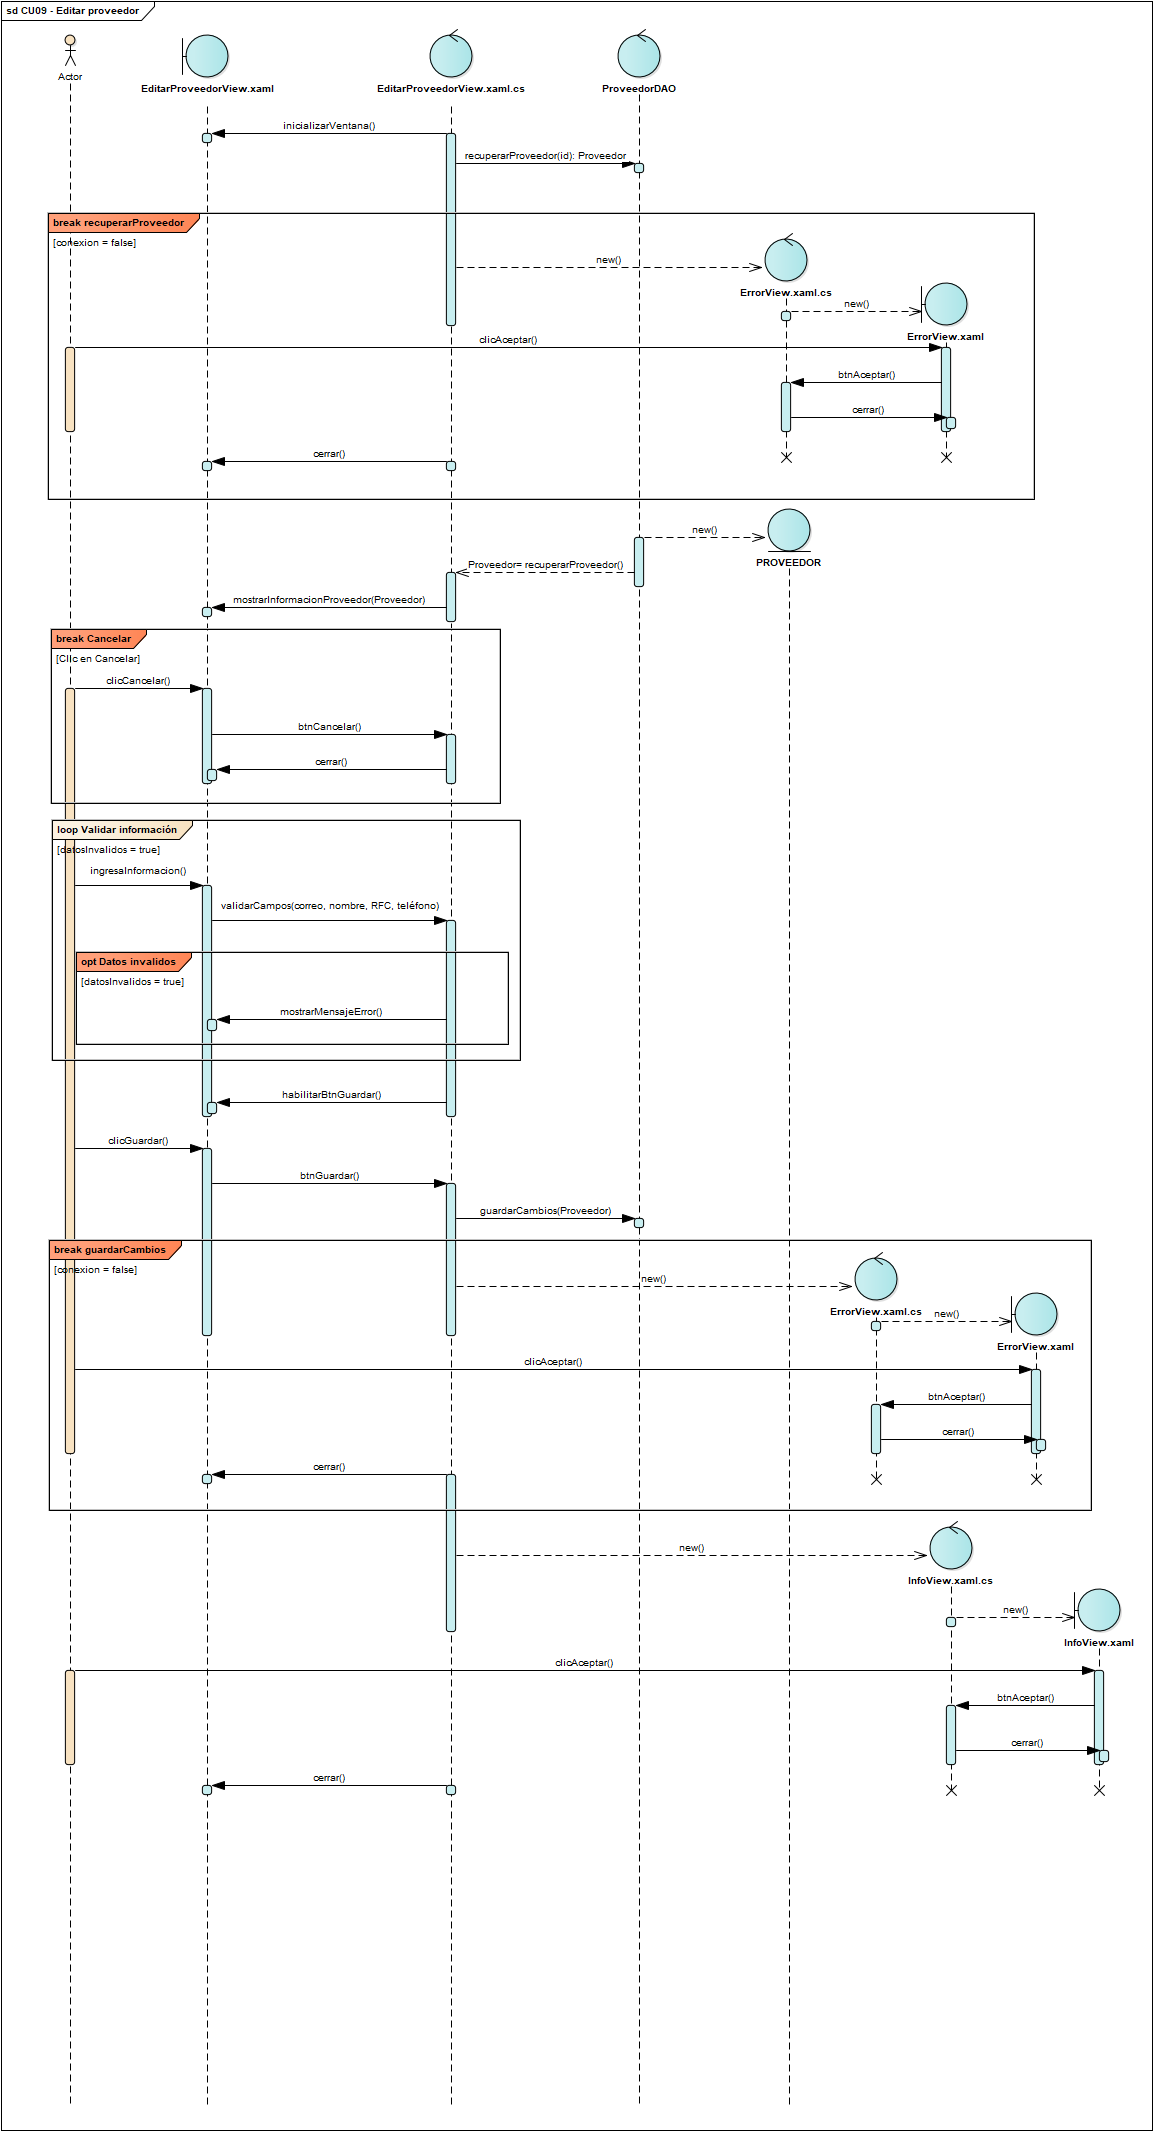 sd CU09 - Editar proveedor
Actor
EditarProveedorView.xaml
EditarProveedorView.xaml.cs
ProveedorDAO
inicializarVentana()
recuperarProveedor(id): Proveedor
break recuperarProveedor
[conexion = false]
new()
ErrorView.xaml.cs
new()
ErrorView.xaml
clicAceptar()
btnAceptar()
cerrar()
cerrar()
new()
PROVEEDOR
Proveedor= recuperarProveedor()
mostrarInformacionProveedor(Proveedor)
break Cancelar
[Clic en Cancelar]
clicCancelar()
btnCancelar()
cerrar()
loop Validar información
[datosInvalidos = true]
ingresaInformacion()
validarCampos(correo, nombre, RFC, teléfono)
opt Datos invalidos
[datosInvalidos = true]
mostrarMensajeError()
habilitarBtnGuardar()
clicGuardar()
btnGuardar()
guardarCambios(Proveedor)
break guardarCambios
[conexion = false]
new()
ErrorView.xaml.cs
new()
ErrorView.xaml
clicAceptar()
btnAceptar()
cerrar()
cerrar()
new()
InfoView.xaml.cs
new()
InfoView.xaml
clicAceptar()
btnAceptar()
cerrar()
cerrar()